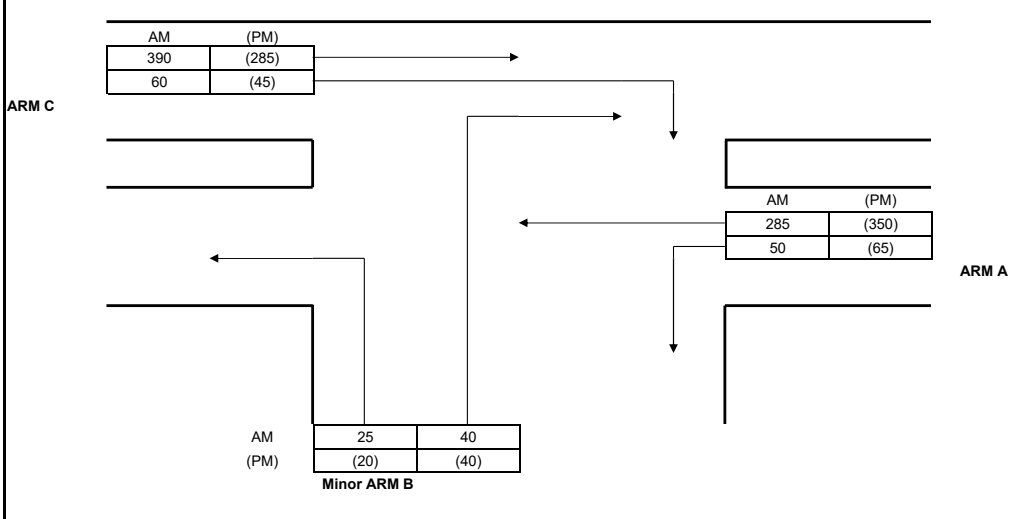 AM (PM)
390 (285)
60 (45)
ARM C
AM (PM)
285 (350)
50 (65)
ARM A
AM 25 40
(PM) (20) (40)
Minor ARM B